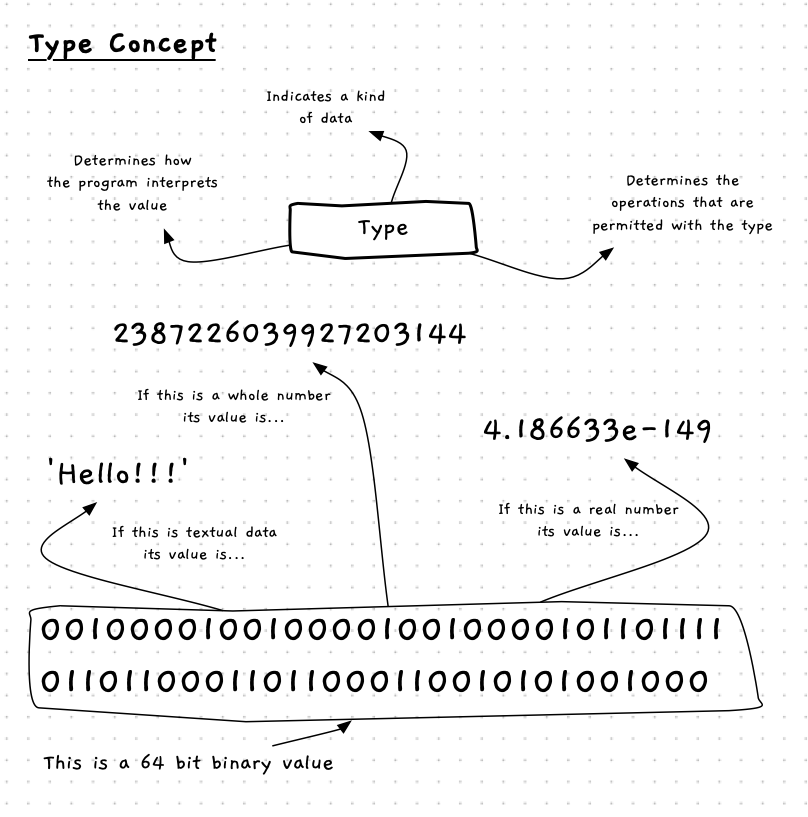 Type Concept
Indicates a kind
of data
Determines how
the program interprets
the value
Determines the
operations that are
permitted with the type
Type
2387226039927203144
If this is a whole number
its value is...
4.186633e-149
'Hello!!!'
If this is a real number
its value is...
If this is textual data
its value is...
00100001001000010010000101101111
01101100011011000110010101001000
This is a 64 bit binary value